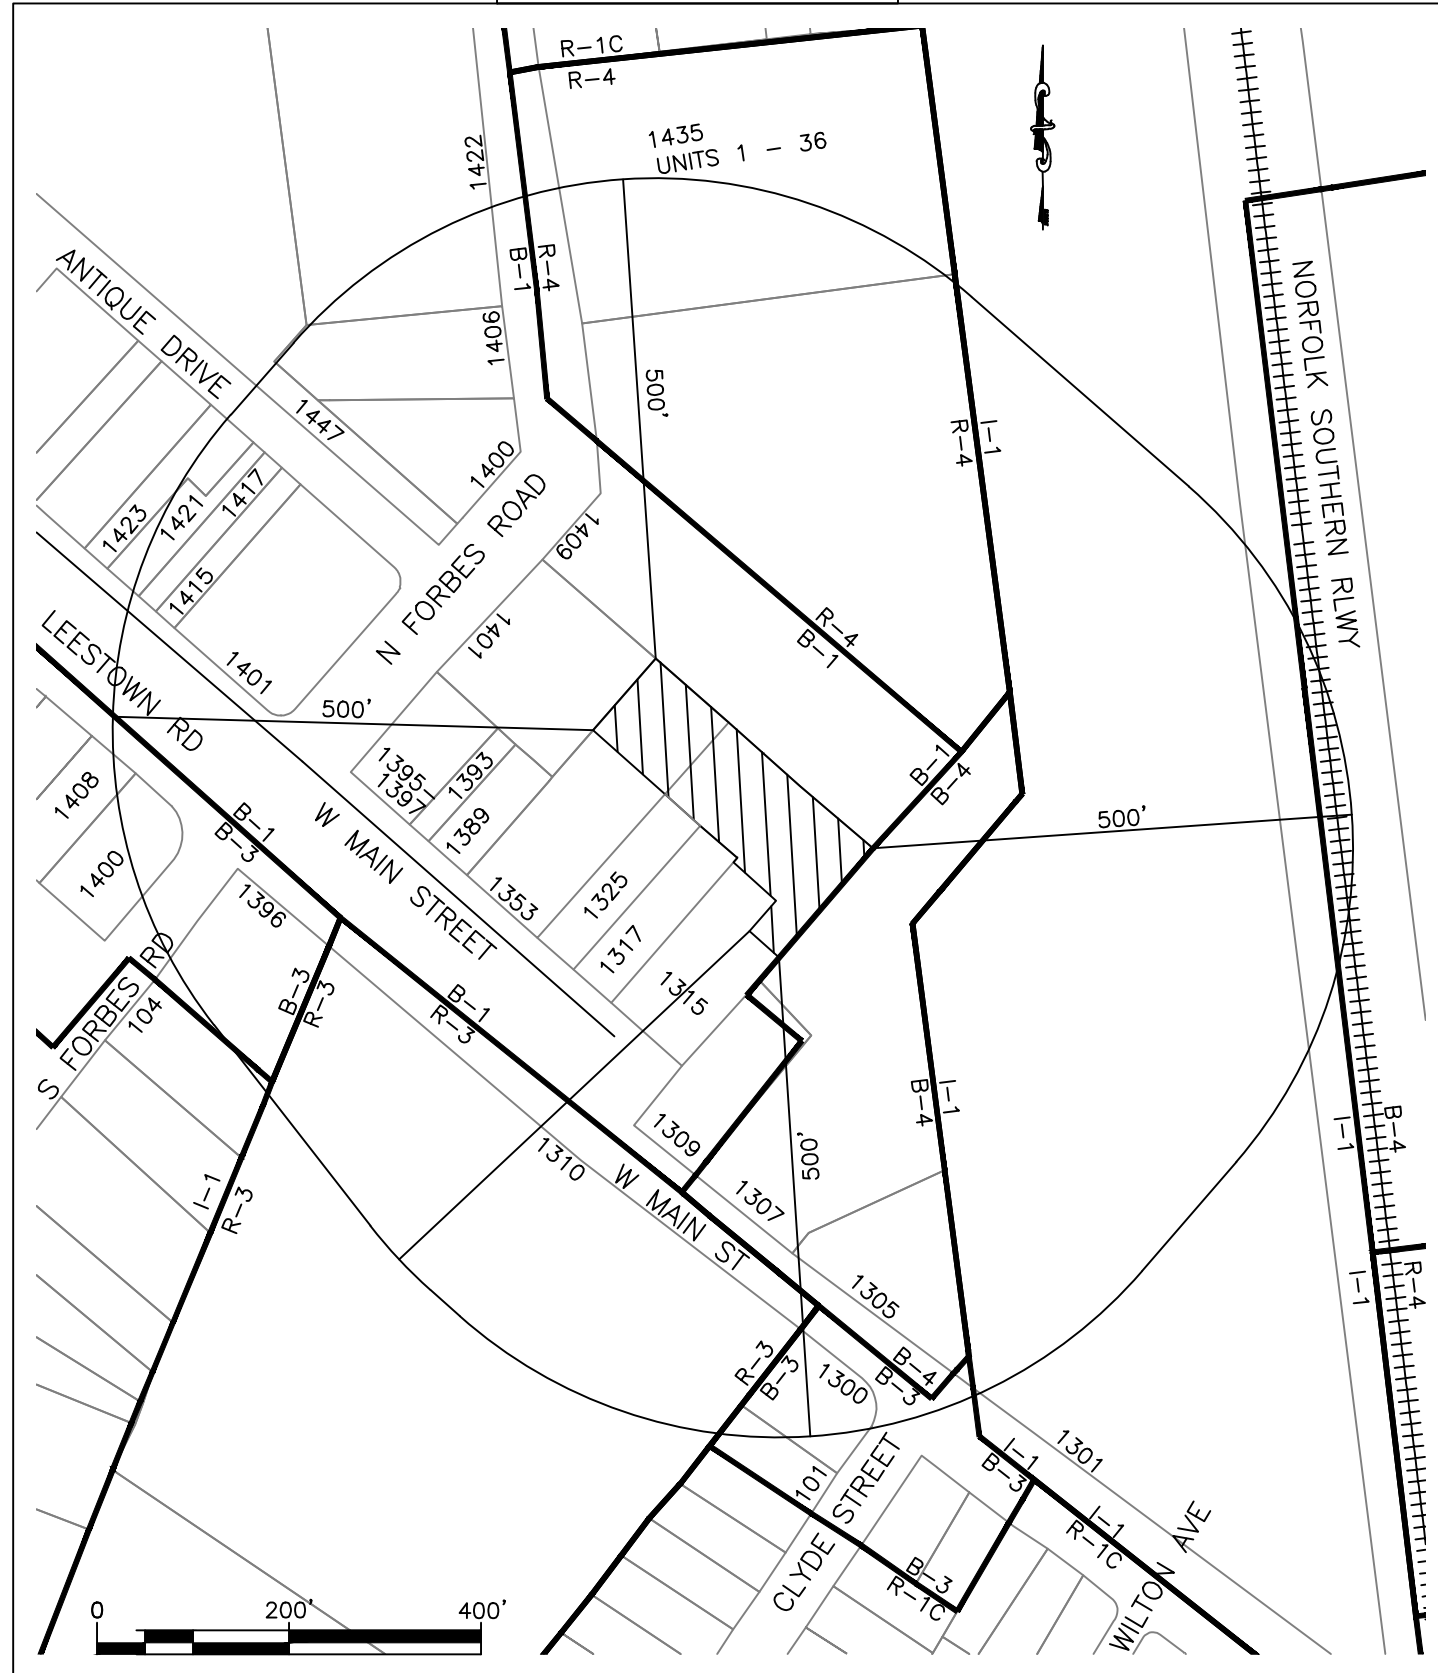 R-1C
R-4
1435
UNITS 1 - 36
1422
B-1
R-4
ANTIQUE DRIVE
1406
NORFOLK SOUTHERN RLWY
500'
1447
1400
I-1
R-4
1423
1421
1417
1415
N FORBES ROAD
1409
1401
R-4
B-1
LEESTOWN RD
1401
500'
B-1
B-4
1395-
1397
1393
1389
W MAIN STREET
1408
B-1
B-3
500'
1400
1396
1353
1325
1317
1315
S FORBES RD
104
B-3
R-3
B-1
R-3
I-1
B-4
B-4
I-1
1309
1310
500'
I-1
R-3
W MAIN ST
1307
1305
I-1
R-4
R-3
B-3
1300
B-4
B-3
1301
I-1
B-3
101
CLYDE STREET
I-1
R-1C
B-3
R-1C
WILTON AVE
0 200' 400'